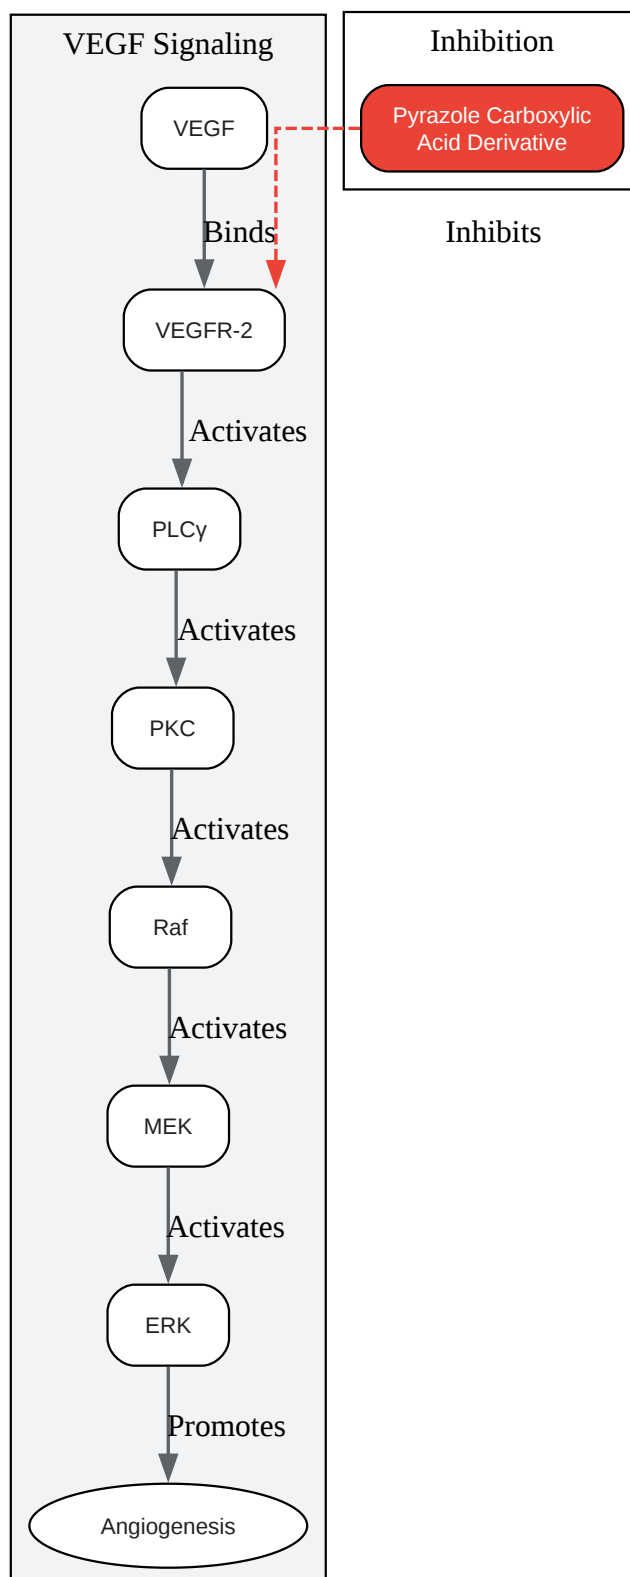 VEGF Signaling
Inhibition
VEGF
Pyrazole Carboxylic
Acid Derivative
Binds
Inhibits
VEGFR-2
Activates
PLCγ
Activates
PKC
Activates
Raf
Activates
MEK
Activates
ERK
Promotes
Angiogenesis